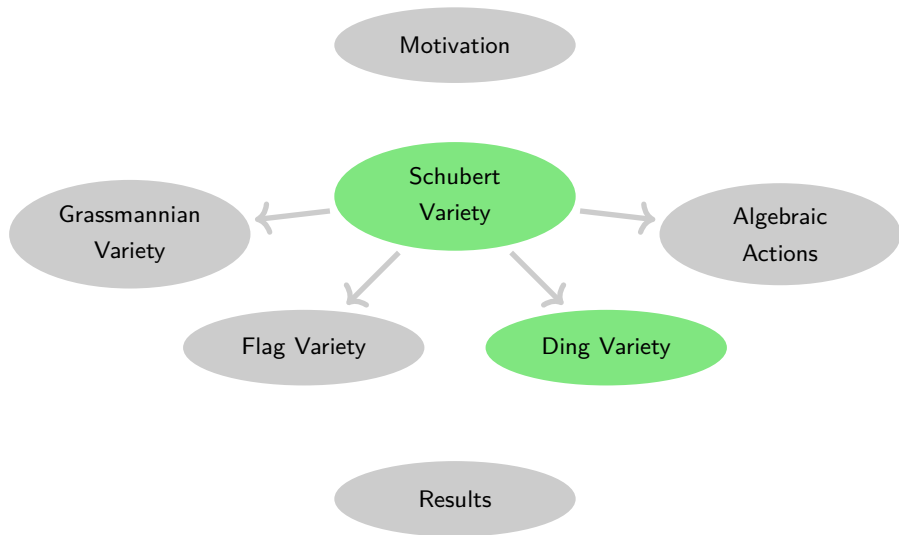 Motivation
Schubert
Variety
Grassmannian
Variety
Algebraic
Actions
Flag Variety
Ding Variety
Results